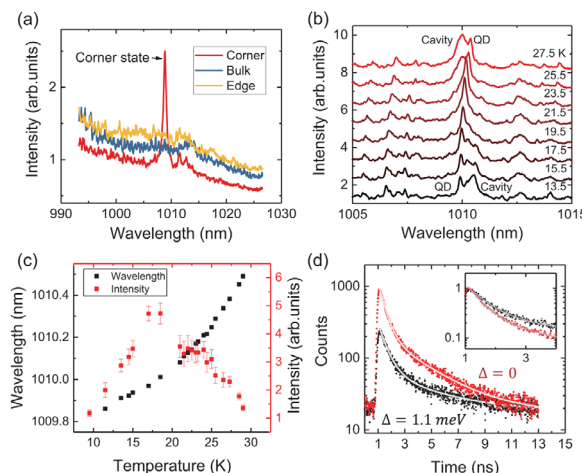 (a)
Intensity (arb.units)
2
1
Corner state
Corner
Bulk
Edge
990 1000 1010 1020 1030
Wavelength (nm)
(b)
Intensity (arb.units)
10
8
6
4
2
Cavity QD
27.5 K
25.5
23.5
21.5
19.5
17.5
15.5
13.5
QD Cavity
1005 1010 1015
Wavelength (nm)
(c)
Wavelength (nm)
1010.4
1010.2
1010.0
1009.8
Wavelength
Intensity
6
5
4
3
2
1
Intensity (arb.units)
10 15 20 25 30
Temperature (K)
(d)
Counts
1000
100
1
0.1
1 3
Δ = 0
Δ = 1.1 meV
1 3 5 7 9 11 13 15
Time (ns)